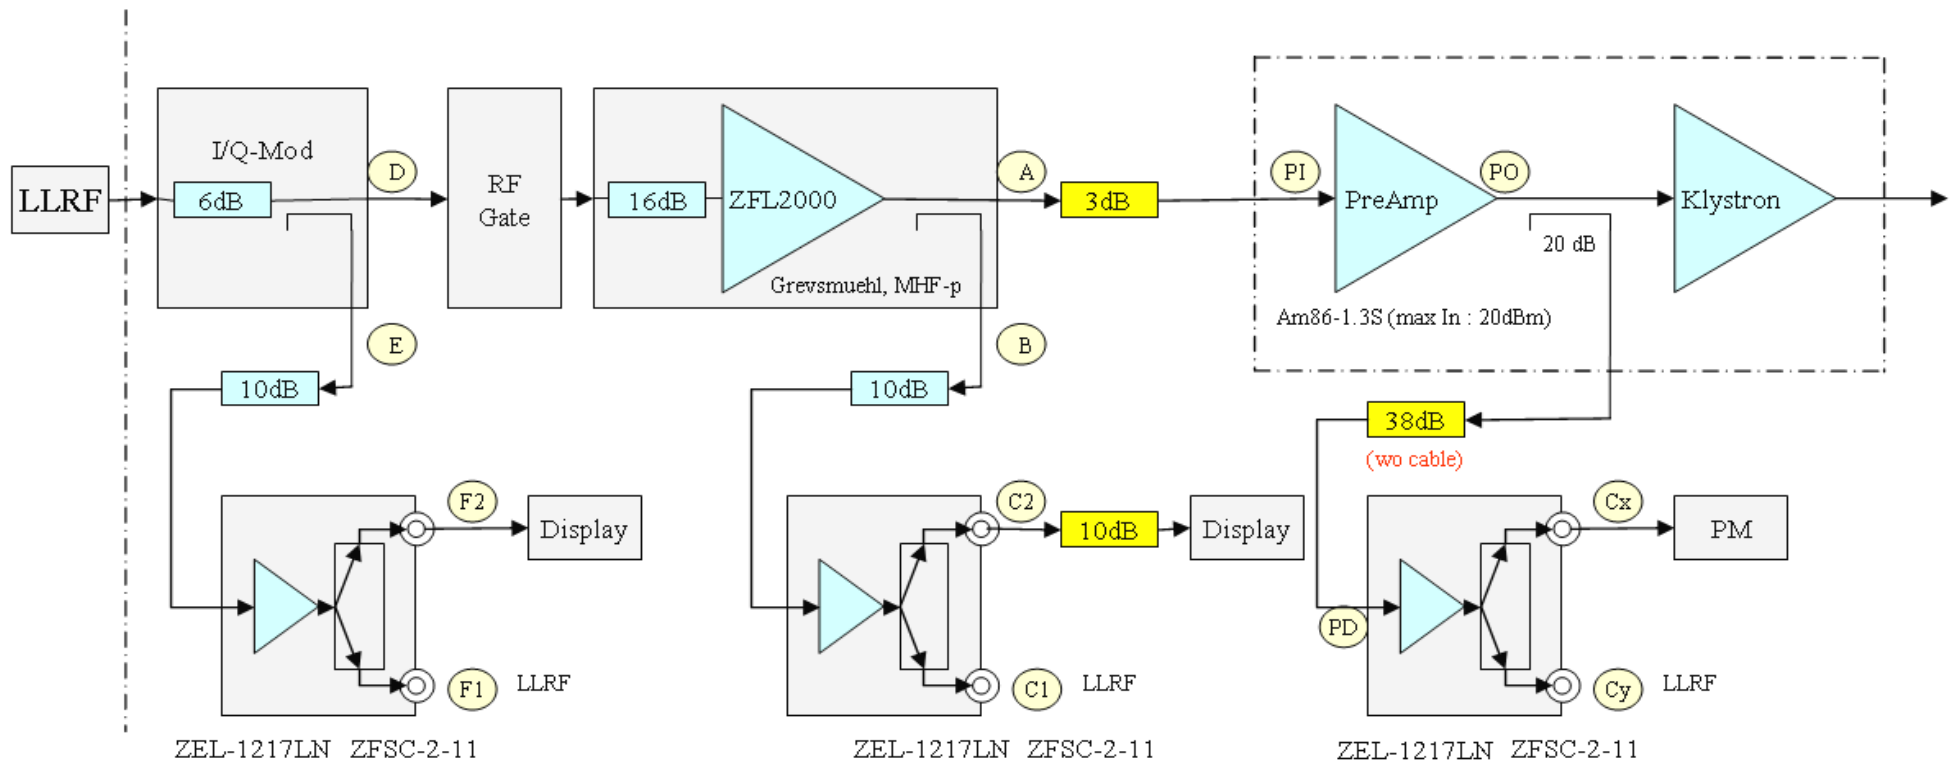 I/Q-Mod
D
A
PI
PO
LLRF
6dB
RF
Gate
16dB
ZFL2000
3dB
PreAmp
Klystron
20 dB
Grevsmuehl, MHF-p
Am86-1.3S (max In : 20dBm)
E
B
10dB
10dB
38dB
(wo cable)
F2
Display
C2
10dB
Display
Cx
PM
PD
F1
LLRF
C1
LLRF
Cy
LLRF
ZEL-1217LN ZFSC-2-11
ZEL-1217LN ZFSC-2-11
ZEL-1217LN ZFSC-2-11